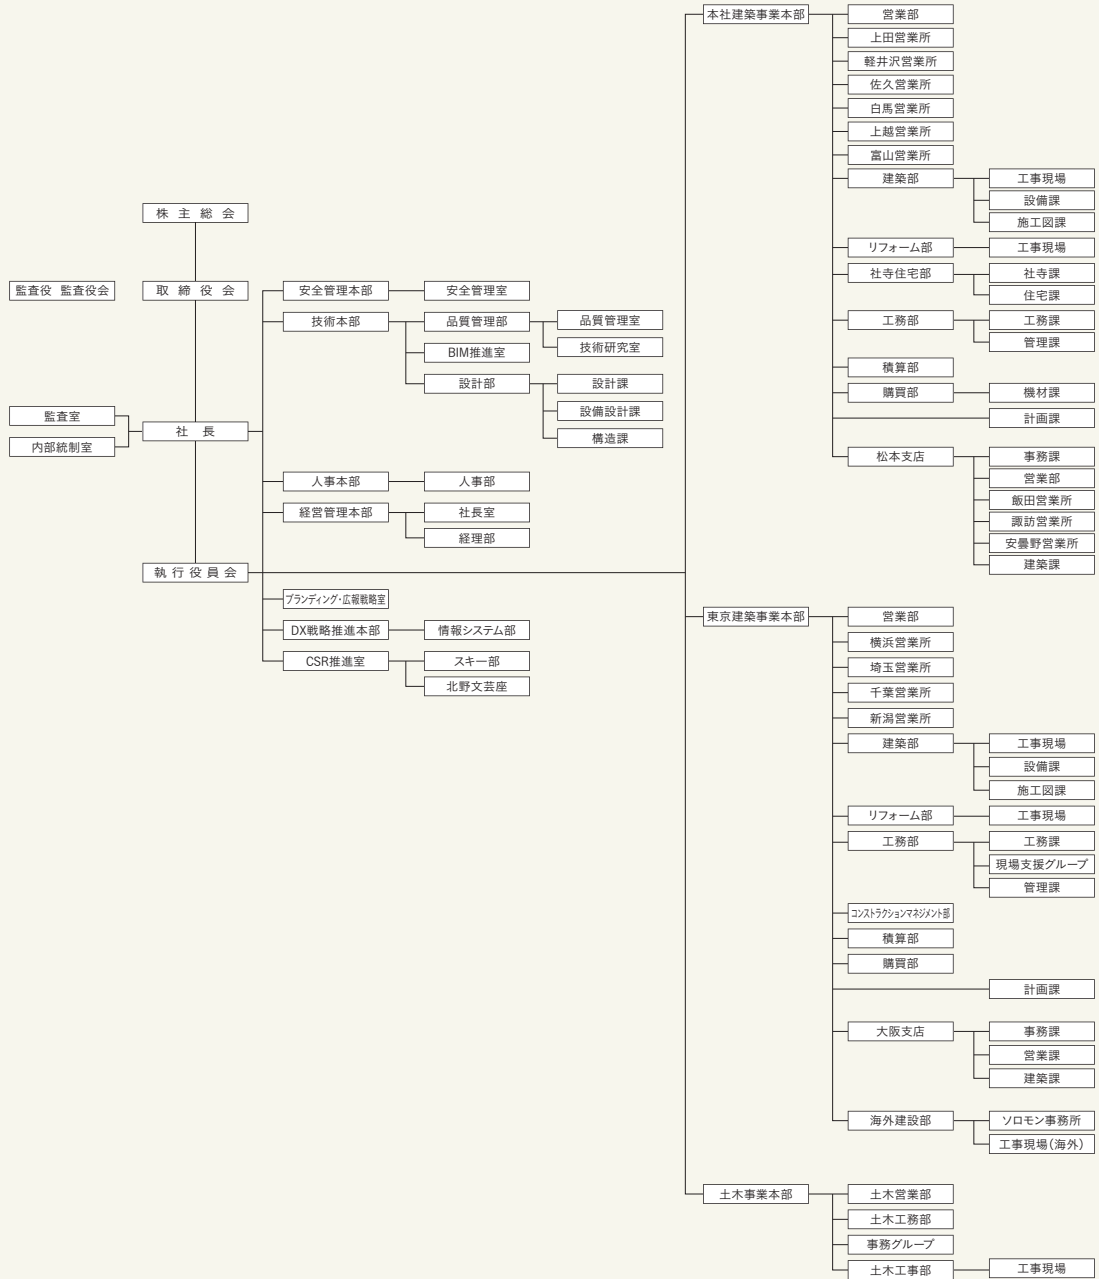 株主総会
監査役 監査役会
取締役会
監査室
内部統制室
社長
執行役員会
安全管理本部
安全管理室
技術本部
品質管理部
品質管理室
技術研究室
BIM推進室
設計部
設計課
設備設計課
構造課
人事本部
人事部
経営管理本部
社長室
経理部
ブランディング・広報戦略室
DX戦略推進本部
情報システム部
CSR推進室
スキー部
北野文芸座
本社建築事業本部
営業部
上田営業所
軽井沢営業所
佐久営業所
白馬営業所
上越営業所
富山営業所
建築部
工事現場
設備課
施工図課
リフォーム部
工事現場
社寺住宅部
社寺課
住宅課
工務部
工務課
管理課
積算部
購買部
機材課
計画課
松本支店
事務課
営業部
飯田営業所
諏訪営業所
安曇野営業所
建築課
東京建築事業本部
営業部
横浜営業所
埼玉営業所
千葉営業所
新潟営業所
建築部
工事現場
設備課
施工図課
リフォーム部
工事現場
工務部
工務課
現場支援グループ
管理課
コンストラクションマネジメント部
積算部
購買部
計画課
大阪支店
事務課
営業課
建築課
海外建設部
ソロモン事務所
工事現場(海外)
土木事業本部
土木営業部
土木工務部
事務グループ
土木工事部
工事現場